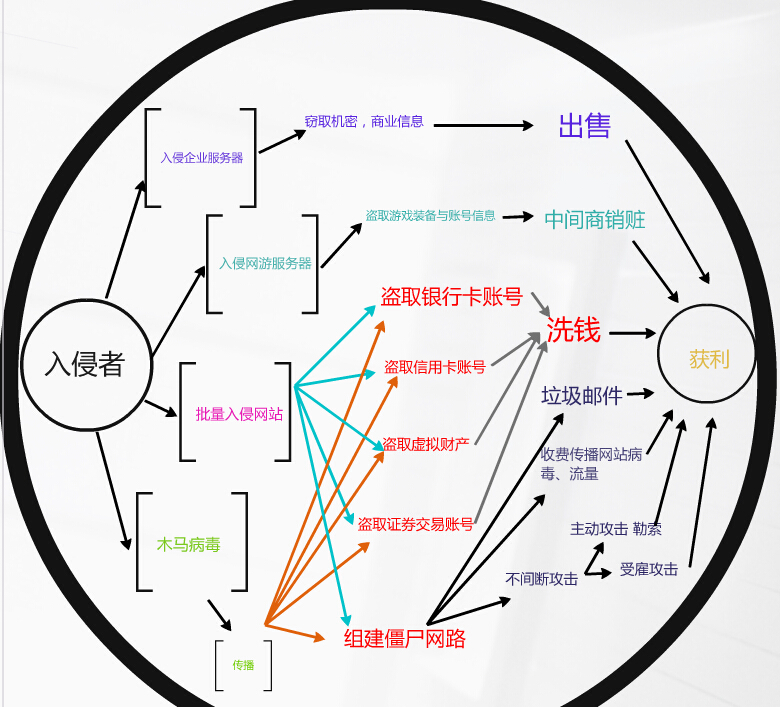 窃取机密，商业信息
出售
入侵企业服务器
盗取游戏装备与账号信息
中间商销赃
入侵网游服务器
盗取银行卡账号
洗钱
入侵者
盗取信用卡账号
获利
垃圾邮件
批量入侵网站
盗取虚拟财产
收费传播网站病
毒、流量
盗取证券交易账号
主动攻击 勒索
木马病毒
不间断攻击
受雇攻击
组建僵尸网路
传播